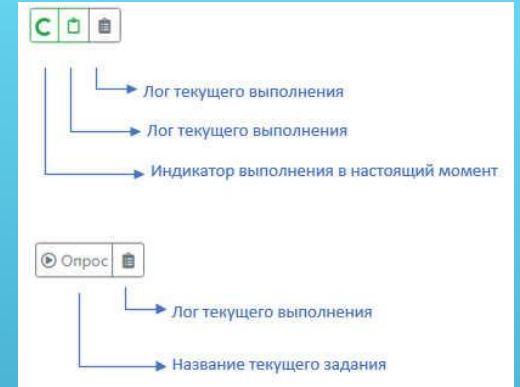 Лог текущего выполнения
Лог текущего выполнения
Индикатор выполнения в настоящий момент
Опрос
Лог текущего выполнения
Название текущего задания